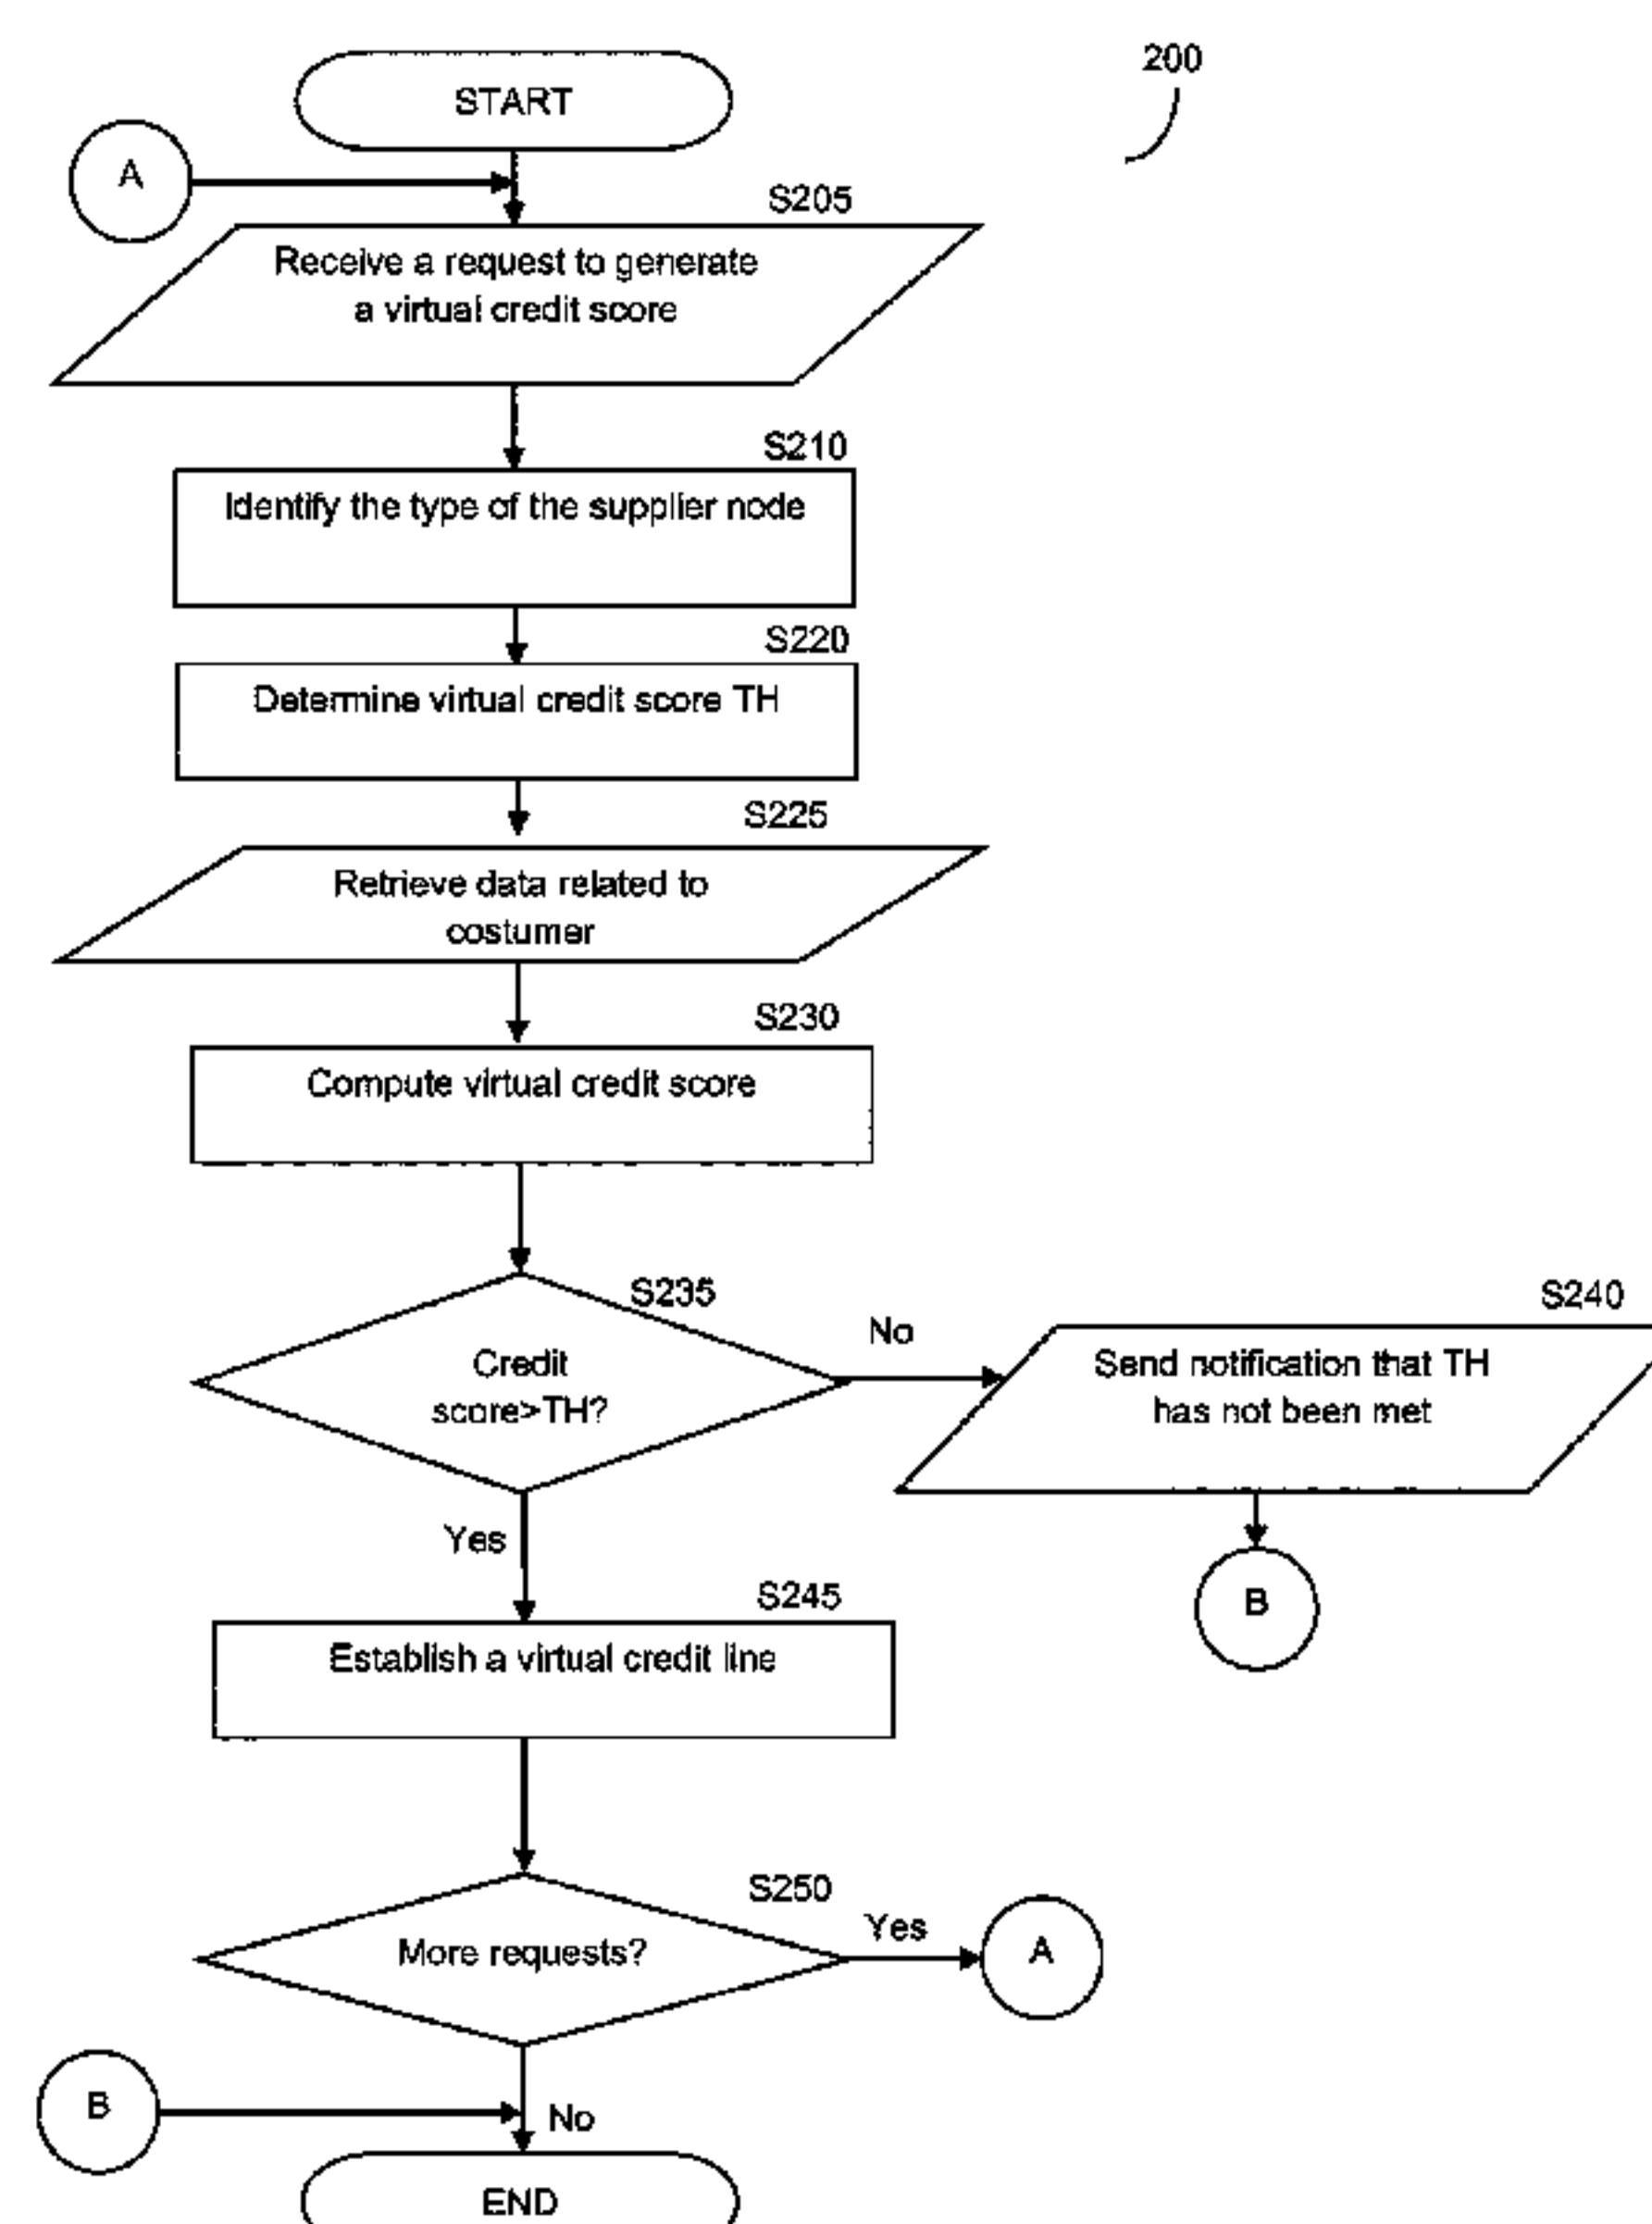 200
START
A
S205
Receive a request to generate
a virtual credit score
S210
Identify the type of the supplier node
S220
Determine virtual credit score TH
S225
Retrieve data related to
costumer
S230
Compute virtual credit score
S235
Credit
score>TH?
No
S240
Send notification that TH
has not been met
B
Yes
S245
Establish a virtual credit line
S250
More requests?
Yes
A
B
No
END